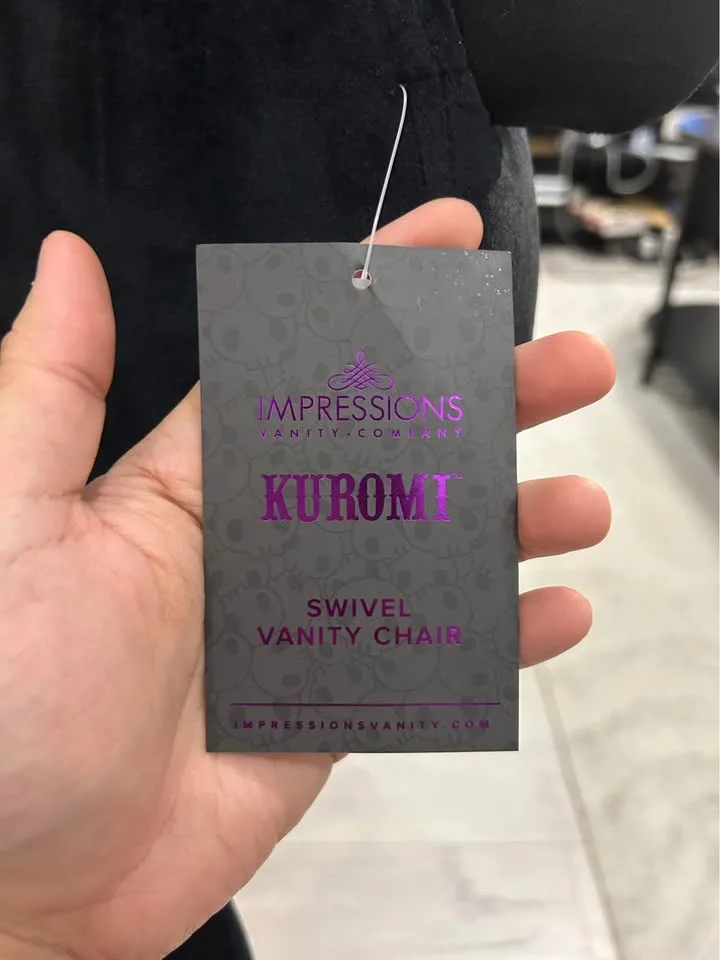 IMPRESSIONS
VANITY•COMPANY
KUROMI™
SWIVEL
VANITY CHAIR
IMPRESSIONSVANITY.COM